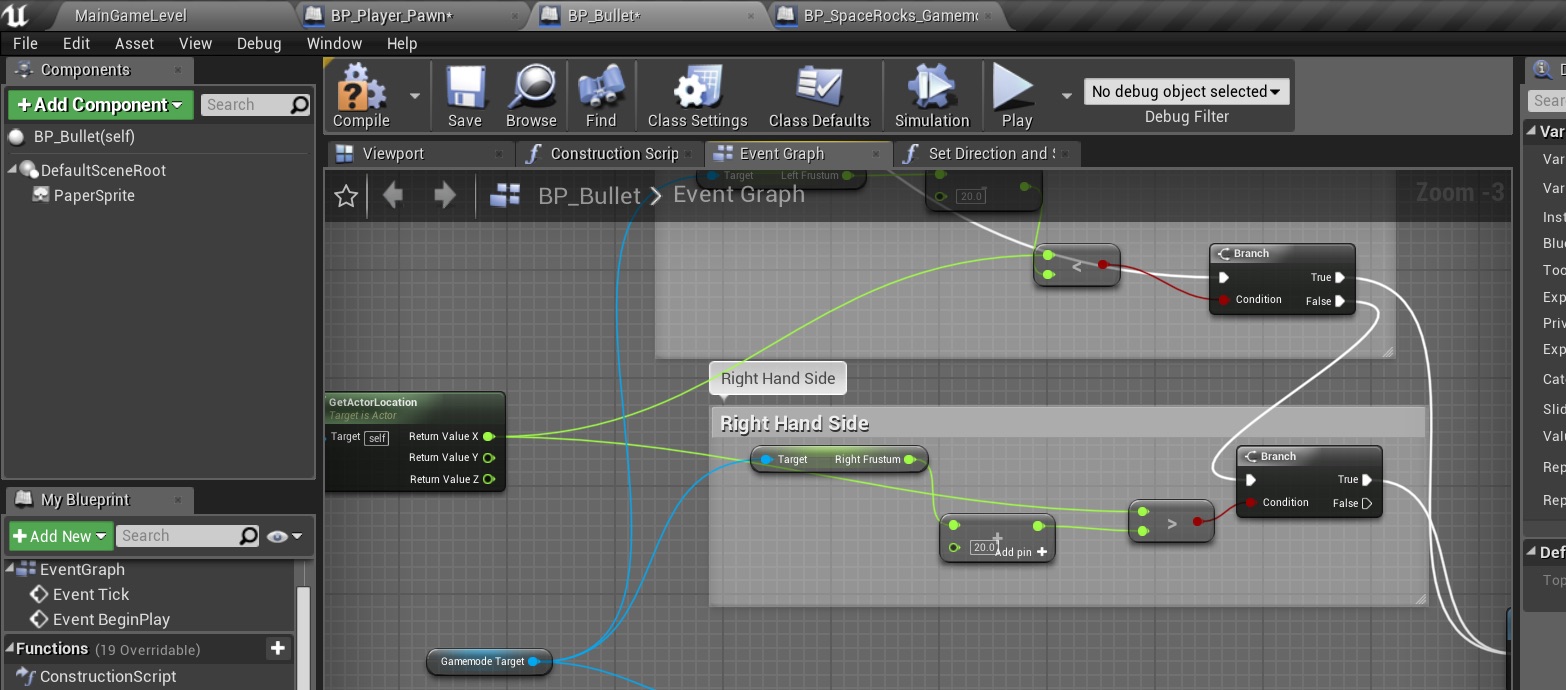 MainGameLevel
BP_Player_Pawn*
BP_Bullet*
BP_SpaceRocks_Gamem
File Edit Asset View Debug Window Help
Components
+Add Component
Search
BP_Bullet(self)
DefaultSceneRoot
PaperSprite
Compile
Save
Browse
Find
Class Settings
Class Defaults
Simulation
Play
No debug object selected
Debug Filter
Viewport
Construction Scrip
Event Graph
Set Direction and
BP_Bullet > Event Graph
Zoom -3
Target Left Frustum
20.0
<
Branch
True
Condition False
Right Hand Side
Right Hand Side
GetActorLocation
Target is Actor
Target self Return Value X
Return Value Y
Return Value Z
Target Right Frustum
20.0
+
Add pin +
>
Branch
True
Condition False
Gamemode Target
My Blueprint
+Add New
Search
EventGraph
Event Tick
Event BeginPlay
Functions (19 Overridable)
ConstructionScript
D
Sear
Var
Var
Var
Inst
Blue
Too
Exp
Priv
Exp
Cate
Slid
Valu
Rep
Rep
Def
Top